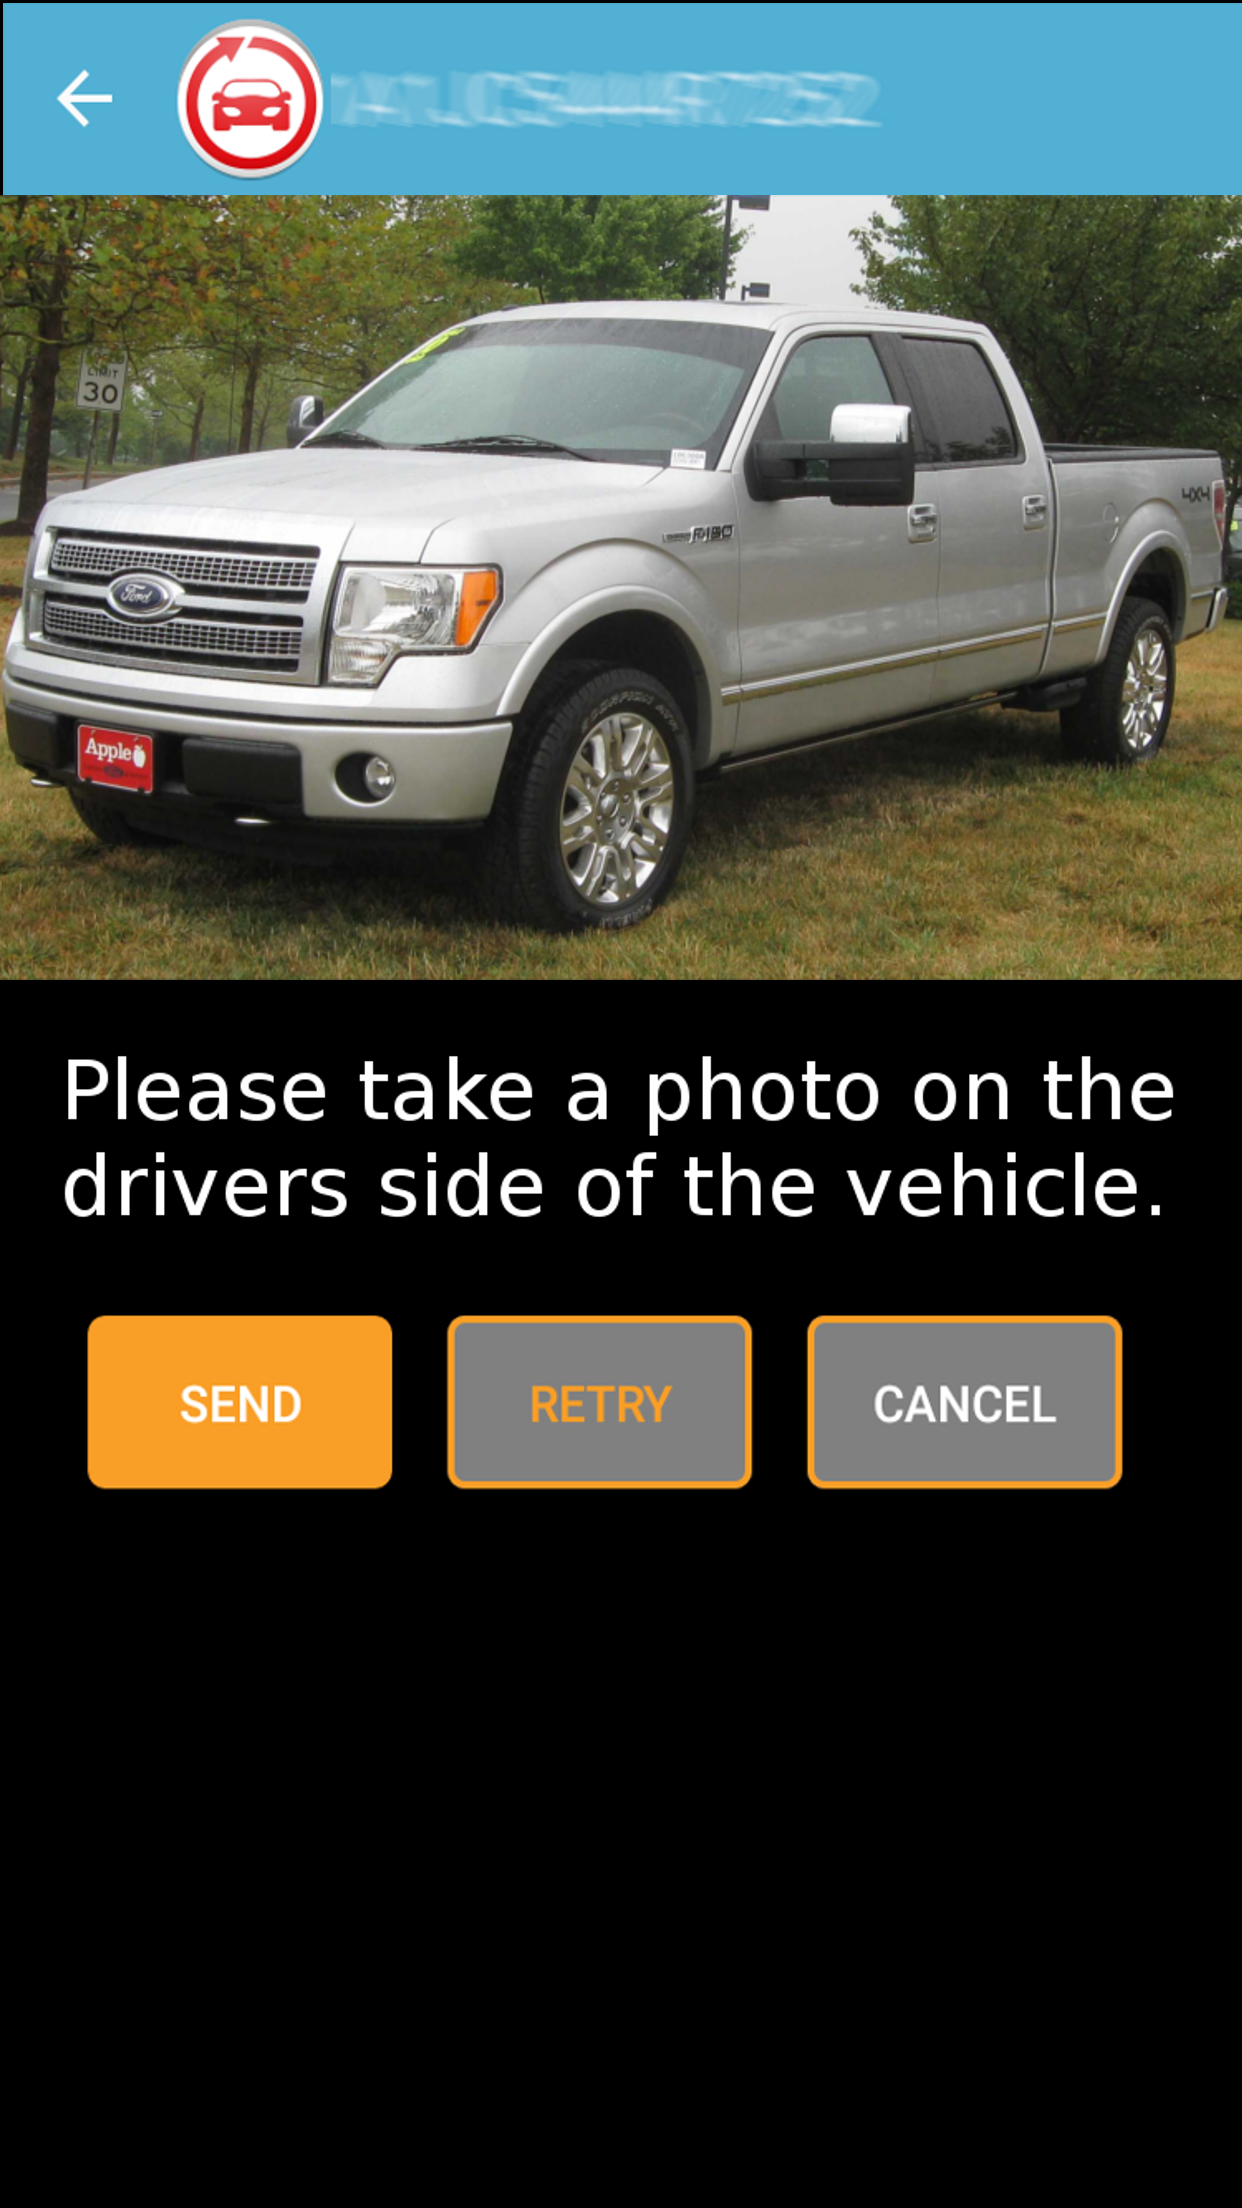 LIMIT
30
F150
4X4
Ford
Apple
Please take a photo on the
drivers side of the vehicle.
SEND
RETRY
CANCEL